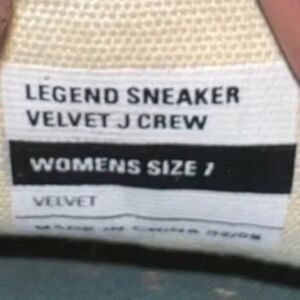 LEGEND SNEAKER
VELVET J CREW
WOMENS SIZE 7
VELVET
MADE IN CHINA